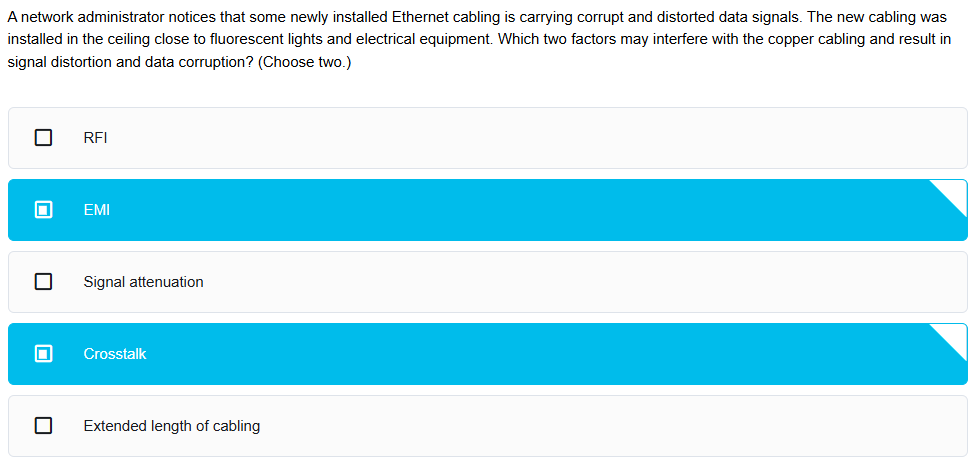 A network administrator notices that some newly installed Ethernet cabling is carrying corrupt and distorted data signals. The new cabling was
installed in the ceiling close to fluorescent lights and electrical equipment. Which two factors may interfere with the copper cabling and result in
signal distortion and data corruption? (Choose two.)
RFI
EMI
Signal attenuation
Crosstalk
Extended length of cabling